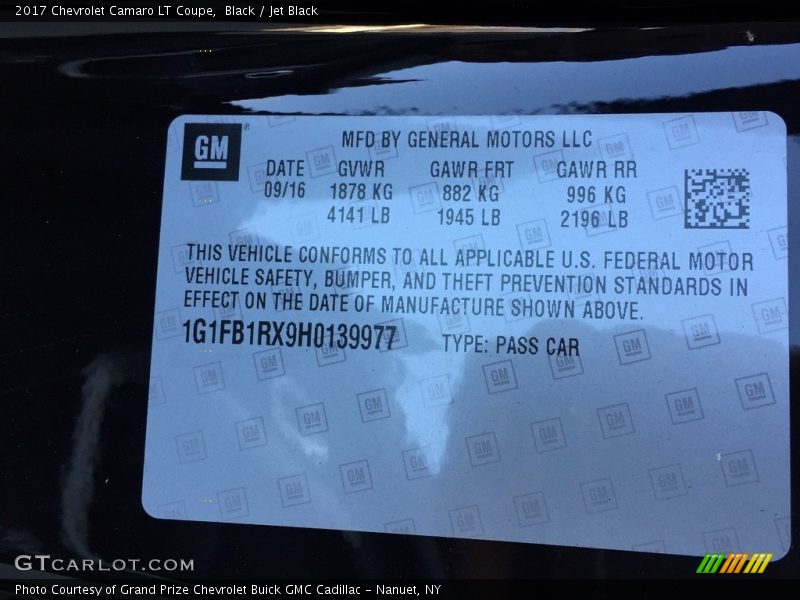 2017 Chevrolet Camaro LT Coupe, Black / Jet Black
GM
MFD BY GENERAL MOTORS LLC
DATE GVWR GAWR FRT GAWR RR
09/16 1878 KG 882 KG 996 KG
4141 LB 1945 LB 2196 LB
THIS VEHICLE CONFORMS TO ALL APPLICABLE U.S. FEDERAL MOTOR
VEHICLE SAFETY, BUMPER, AND THEFT PREVENTION STANDARDS IN
EFFECT ON THE DATE OF MANUFACTURE SHOWN ABOVE.
1G1FB1RX9H0139977 TYPE: PASS CAR
GTCARLOT.COM
Photo Courtesy of Grand Prize Chevrolet Buick GMC Cadillac - Nanuet, NY